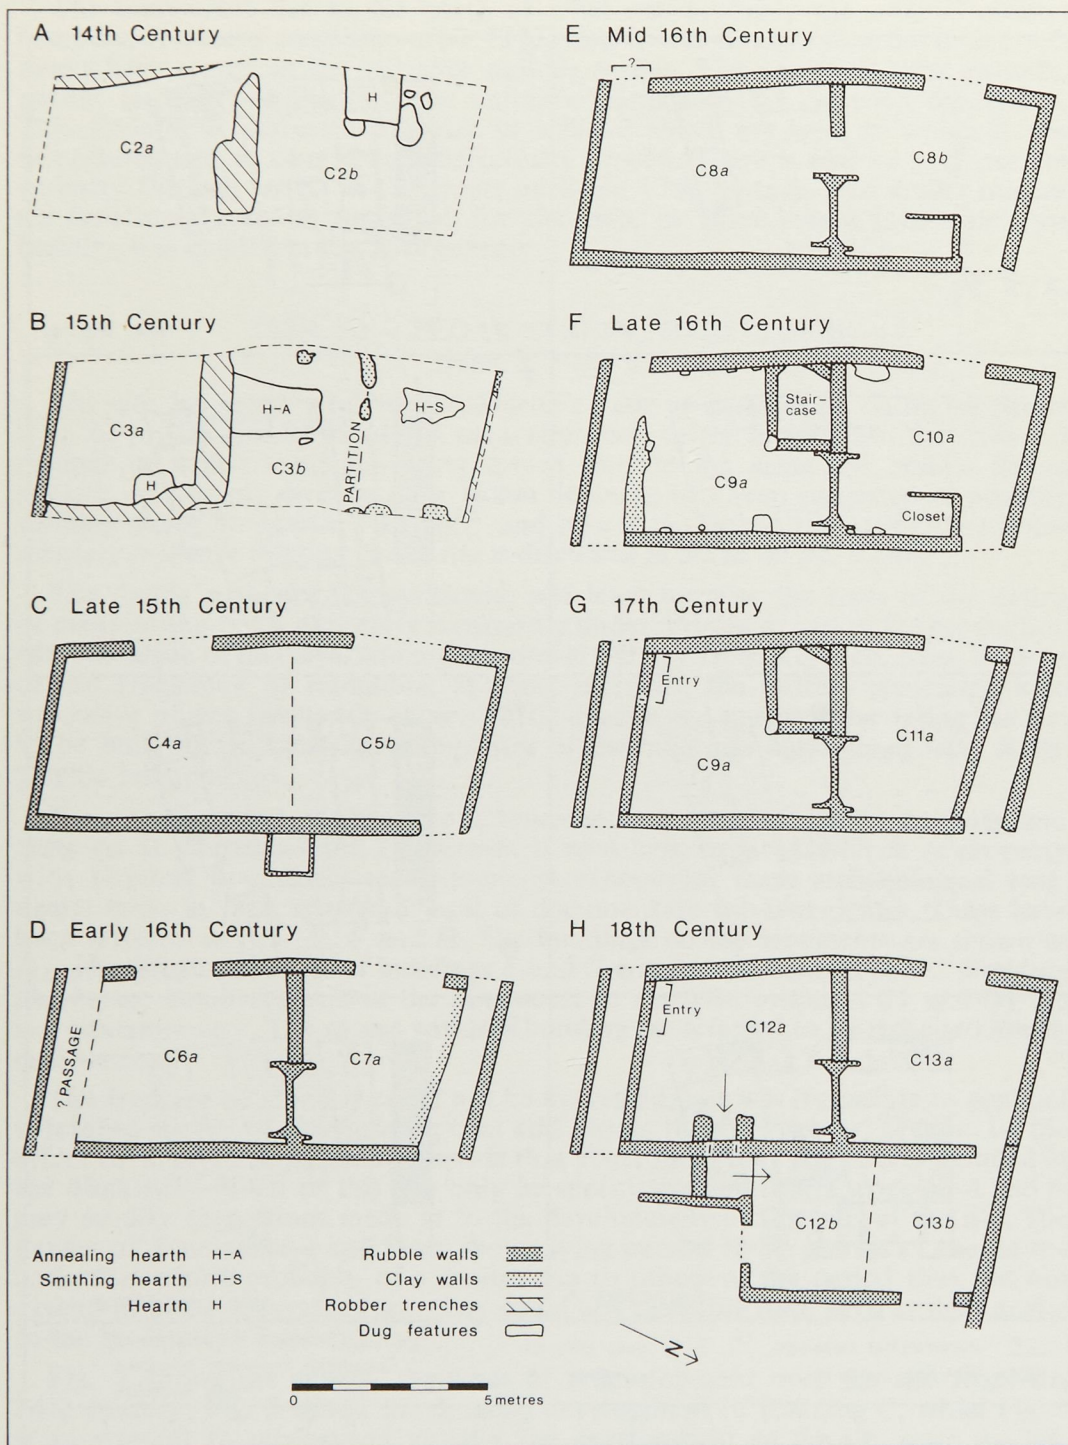 A 14th Century
C2a
H
C2b
B 15th Century
C3a
H
H-A
C3b
PARTITION
H-S
C Late 15th Century
C4a
C5b
D Early 16th Century
? PASSAGE
C6a
C7a
E Mid 16th Century
?
C8a
C8b
F Late 16th Century
Stair-
case
C9a
C10a
Closet
G 17th Century
Entry
C9a
C11a
H 18th Century
Entry
C12a
C13a
C12b
C13b
Annealing hearth H-A
Smithing hearth H-S
Hearth H
Rubble walls
Clay walls
Robber trenches
Dug features
0 5 metres
N